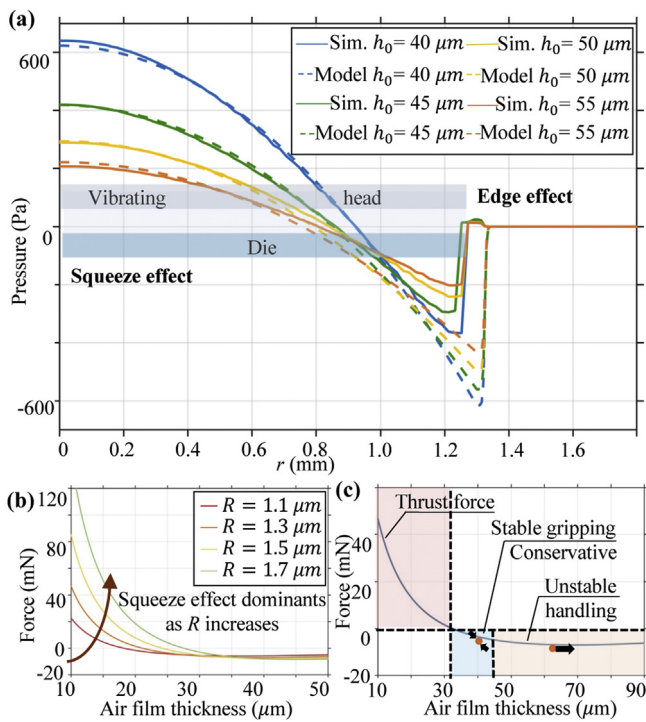 (a)
600
0
-600
Pressure (Pa)
Sim. h₀= 40 μm
Sim. h₀= 50 μm
Model h₀= 40 μm
Model h₀= 50 μm
Sim. h₀= 45 μm
Sim. h₀= 55 μm
Model h₀= 45 μm
Model h₀= 55 μm
Vibrating head
Edge effect
Die
Squeeze effect
0 0.2 0.4 0.6 0.8 1.0 1.2 1.4 1.6
r (mm)
(b)
120
80
40
0
-20
Force (mN)
R = 1.1 μm
R = 1.3 μm
R = 1.5 μm
R = 1.7 μm
Squeeze effect dominants
as R increases
10 20 30 40 50
Air film thickness (μm)
(c)
40
20
0
-20
Force (mN)
Thrust force
Stable gripping
Conservative
Unstable
handling
10 30 50 70 90
Air film thickness (μm)